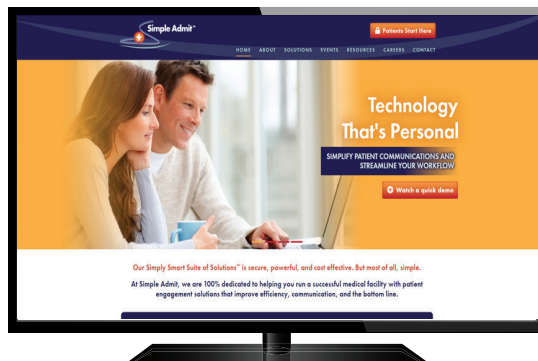 Simple Admit™
Patients Start Here
HOME ABOUT SOLUTIONS EVENTS RESOURCES CAREERS CONTACT
Technology
That's Personal
SIMPLIFY PATIENT COMMUNICATIONS AND
STREAMLINE YOUR WORKFLOW
Watch a quick demo
Our Simply Smart Suite of Solutions™ is secure, powerful, and cost effective. But most of all, simple.
At Simple Admit, we are 100% dedicated to helping you run a successful medical facility with patient
engagement solutions that improve efficiency, communication, and the bottom line.